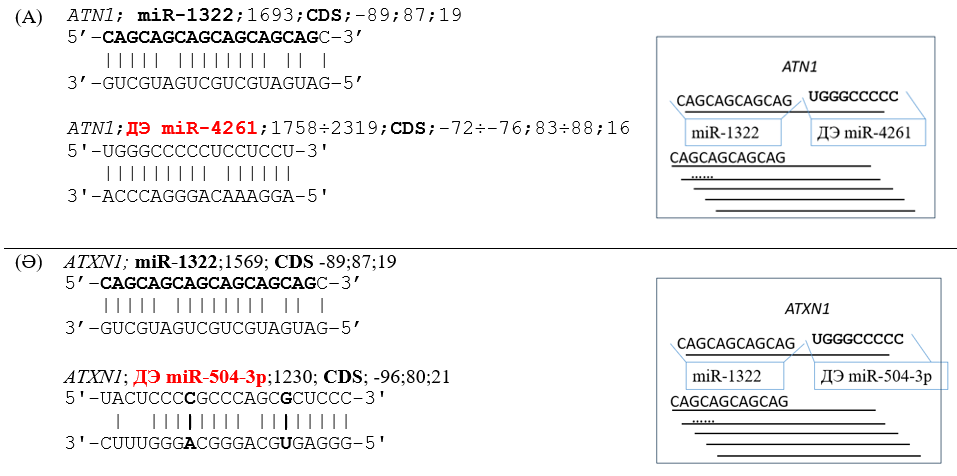 (А)
ATN1; miR-1322;1693;CDS;-89;87;19
5′-CAGCAGCAGCAGCAGCAGC-3′
||||| |||||||| || |
3′-GUCGUAGUCGUCGUAGUAG-5′
ATN1;ДЭ miR-4261;1758÷2319;CDS;-72÷-76;83÷88;16
5'-UGGGCCCCCUCCUCCU-3'
||||||||| ||||||
3'-ACCCAGGGACAAAGGA-5'
ATN1
CAGCAGCAGCAG UGGGCCCCC
miR-1322 ДЭ miR-4261
CAGCAGCAGCAG
......
(Ә)
ATXN1; miR-1322;1569; CDS -89;87;19
5′-CAGCAGCAGCAGCAGCAGC-3′
||||| |||||||| || |
3′-GUCGUAGUCGUCGUAGUAG-5′
ATXN1; ДЭ miR-504-3p;1230; CDS; -96;80;21
5'-UACUCCCCGCCCAGCGCUCCC-3'
| ||||||||||| ||||||
3'-CUUUGGGACGGGACGUGAGGG-5'
ATXN1
CAGCAGCAGCAG UGGGCCCCC
miR-1322 ДЭ miR-504-3p
CAGCAGCAGCAG
......